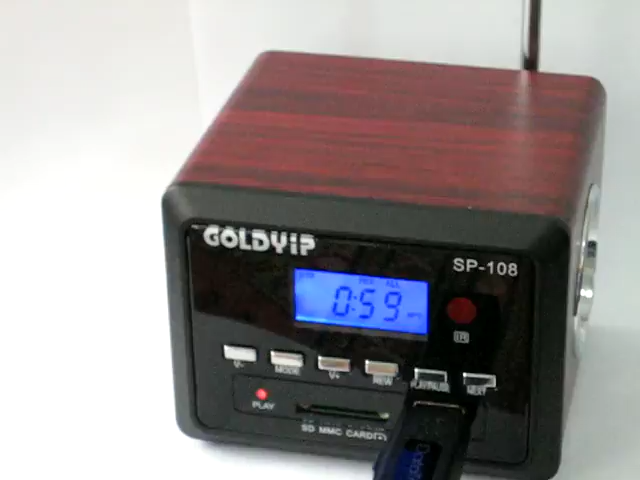 GOLDYIP
SP-108
0:59
V-
MODE
V+
REW
PLAY/PAUSE
NEXT
PLAY
SD MMC CARD